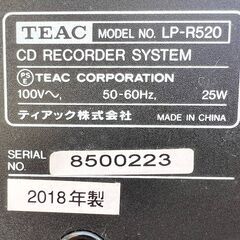 TEAC MODEL NO. LP-R520
CD RECORDER SYSTEM
PS E TEAC CORPORATION
100V～, 50-60Hz, 25W
ティアック株式会社 MADE IN CHINA
SERIAL NO. 8500223
2018年製